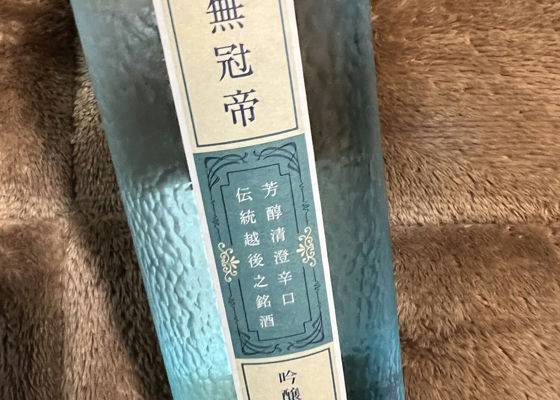 無冠帝
芳醇清澄辛口
伝統越後之銘酒
吟醸